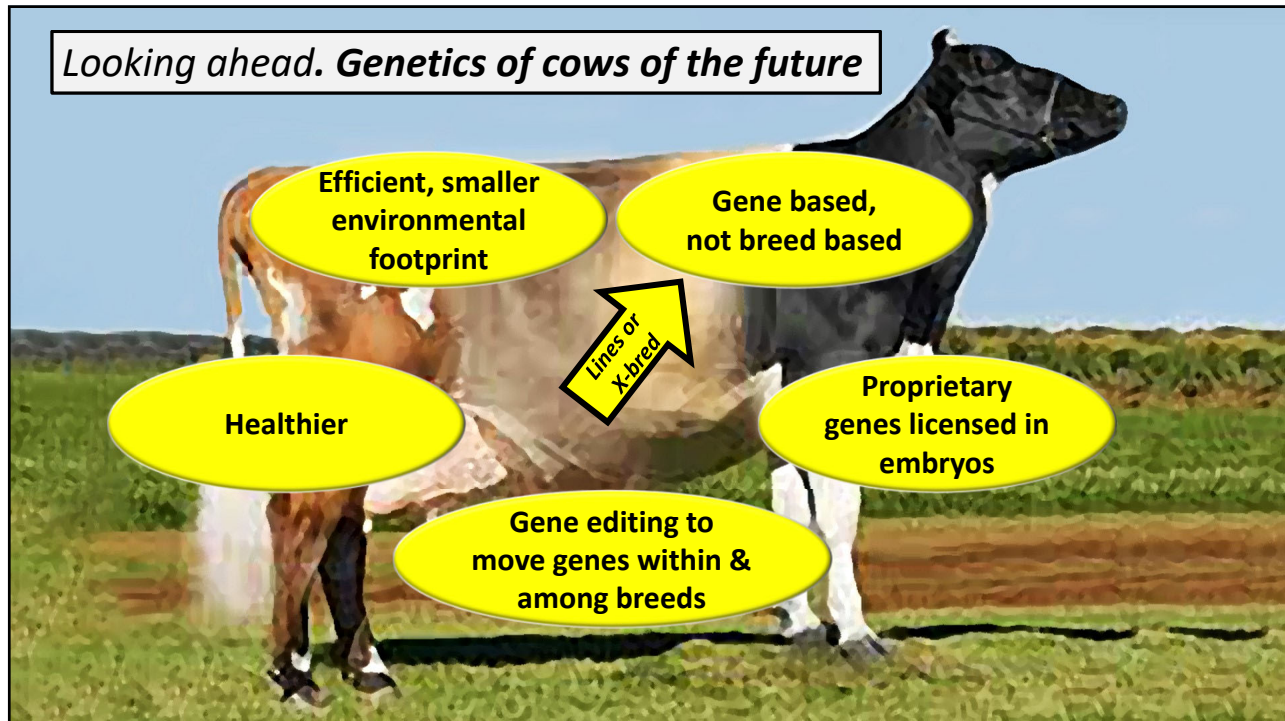 Looking ahead. Genetics of cows of the future
Efficient, smaller
environmental
footprint
Gene based,
not breed based
Lines or
X-bred
Healthier
Proprietary
genes licensed in
embryos
Gene editing to
move genes within &
among breeds